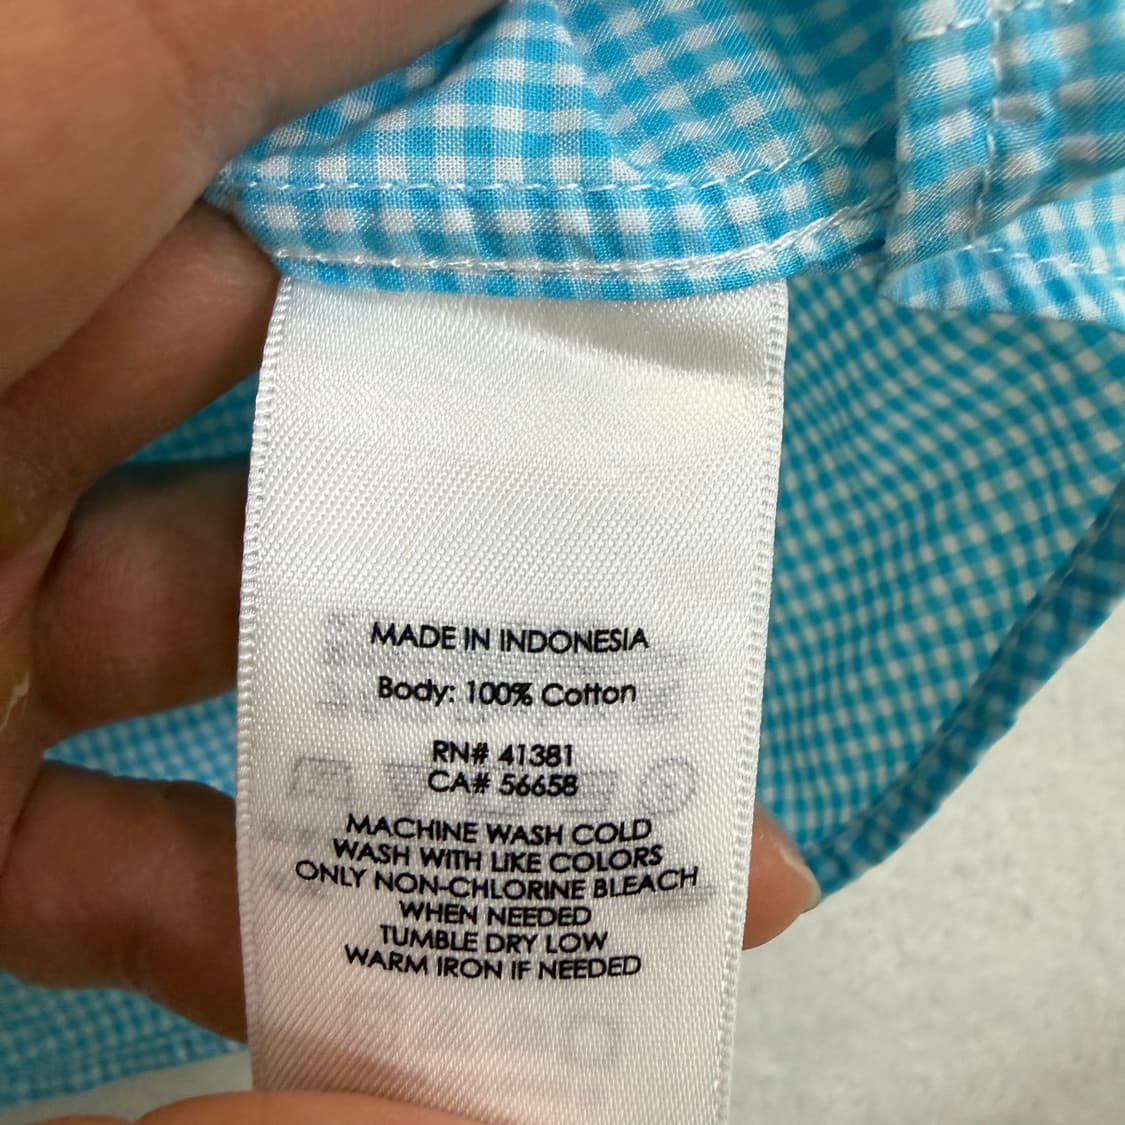 MADE IN INDONESIA
Body: 100% Cotton
RN# 41381
CA# 56658
MACHINE WASH COLD
WASH WITH LIKE COLORS
ONLY NON-CHLORINE BLEACH
WHEN NEEDED
TUMBLE DRY LOW
WARM IRON IF NEEDED